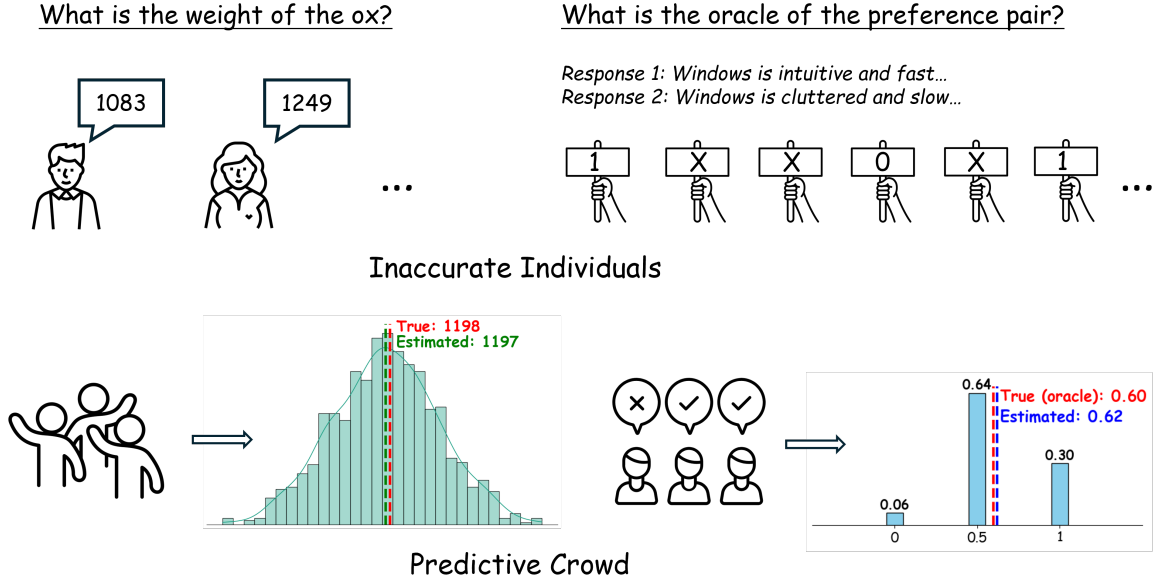 What is the weight of the ox?
What is the oracle of the preference pair?
Response 1: Windows is intuitive and fast…
Response 2: Windows is cluttered and slow…
1083
1249
...
1
X
X
0
X
1
...
Inaccurate Individuals
True: 1198
Estimated: 1197
0.64
True (oracle): 0.60
Estimated: 0.62
0.30
0.06
0
0.5
1
Predictive Crowd